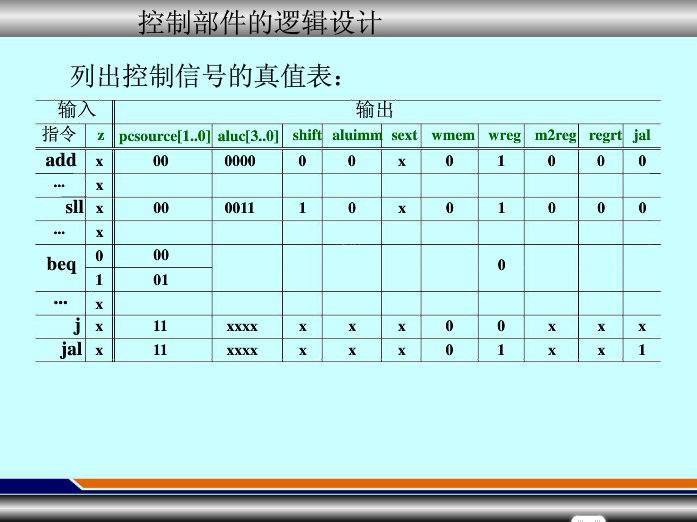 控制部件的逻辑设计
列出控制信号的真值表：
输入 输出
指令 z pcsource[1..0] aluc[3..0] shift aluimm sext wmem wreg m2reg regrt jal
add x 00 0000 0 0 x 0 1 0 0 0
... x
sll x 00 0011 1 0 x 0 1 0 0 0
... x
beq 0 00 0
1 01
... x
j x 11 xxxx x x x 0 0 x x x
jal x 11 xxxx x x x 0 1 x x 1